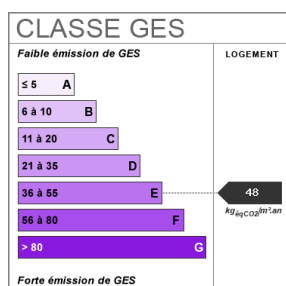 CLASSE GES
Faible émission de GES
LOGEMENT
≤ 5 A
6 à 10 B
11 à 20 C
21 à 35 D
36 à 55 E
48
kgéqCO2/m².an
56 à 80 F
> 80 G
Forte émission de GES